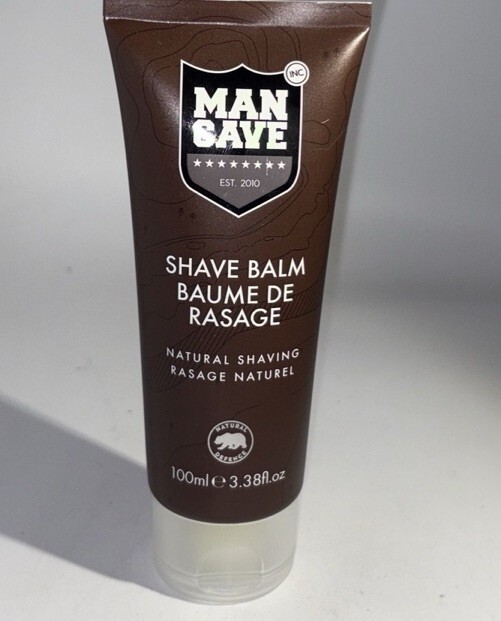 INC
MAN
CAVE
★★★★★★★★
EST. 2010
SHAVE BALM
BAUME DE
RASAGE
NATURAL SHAVING
RASAGE NATUREL
NATURAL
DEFENCE
100ml ℮ 3.38fl.oz